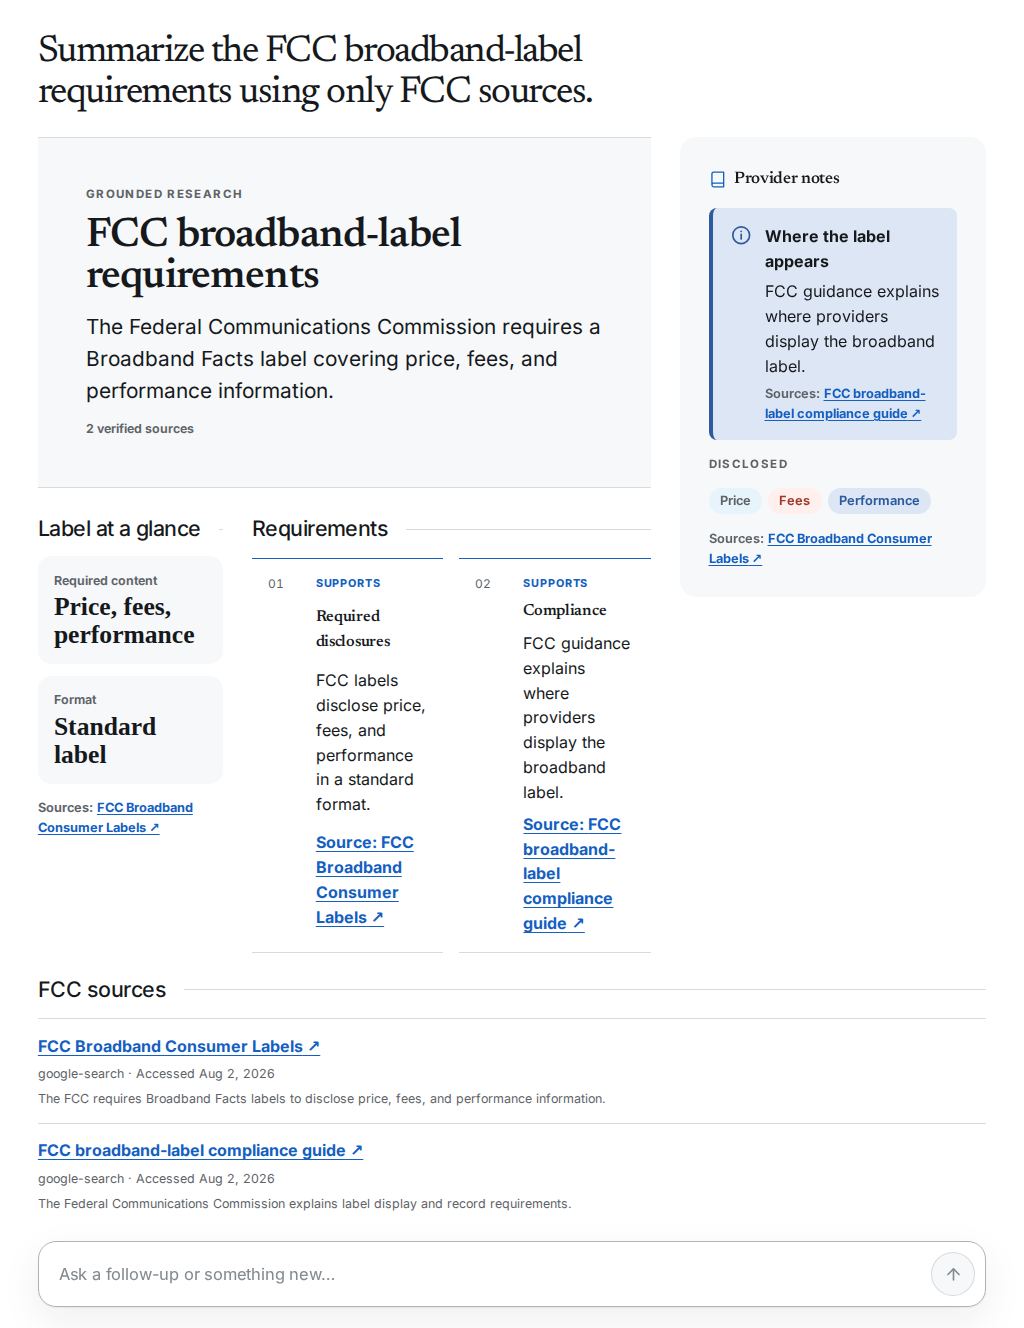 Summarize the FCC broadband-label
requirements using only FCC sources.
GROUNDED RESEARCH
FCC broadband-label
requirements
The Federal Communications Commission requires a
Broadband Facts label covering price, fees, and
performance information.
2 verified sources
Provider notes
Where the label
appears
FCC guidance explains
where providers
display the broadband
label.
Sources: FCC broadband-
label compliance guide ↗
DISCLOSED
Price Fees Performance
Sources: FCC Broadband Consumer
Labels ↗
Label at a glance
Required content
Price, fees,
performance
Format
Standard
label
Sources: FCC Broadband
Consumer Labels ↗
Requirements
01
SUPPORTS
Required
disclosures
FCC labels
disclose price,
fees, and
performance
in a standard
format.
Source: FCC
Broadband
Consumer
Labels ↗
02
SUPPORTS
Compliance
FCC guidance
explains
where
providers
display the
broadband
label.
Source: FCC
broadband-
label
compliance
guide ↗
FCC sources
FCC Broadband Consumer Labels ↗
google-search · Accessed Aug 2, 2026
The FCC requires Broadband Facts labels to disclose price, fees, and performance information.
FCC broadband-label compliance guide ↗
google-search · Accessed Aug 2, 2026
The Federal Communications Commission explains label display and record requirements.
Ask a follow-up or something new...